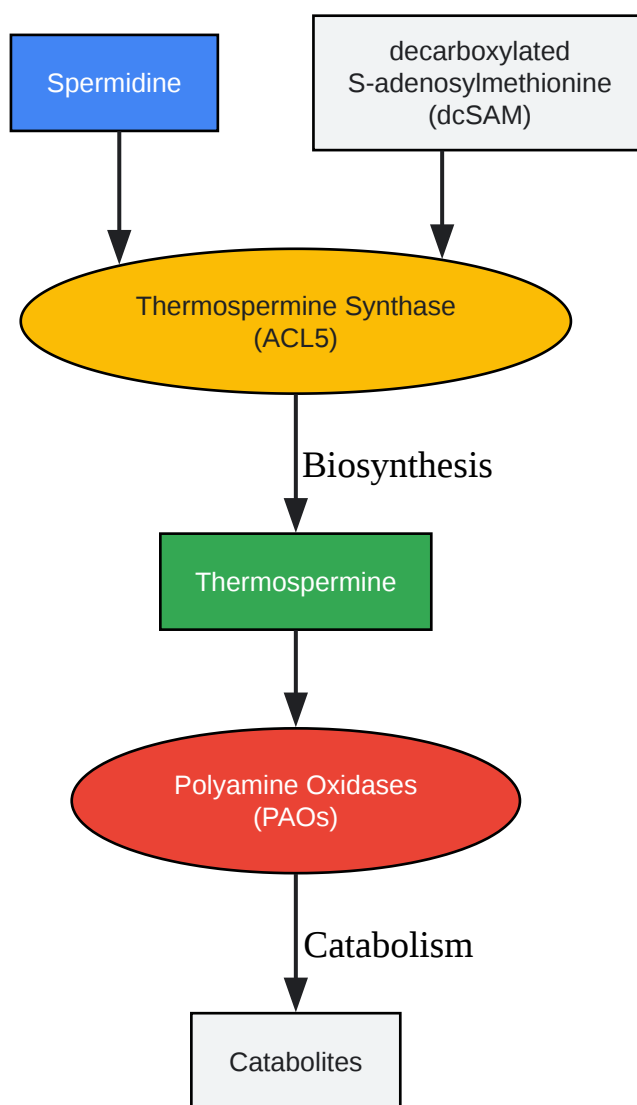 Spermidine
decarboxylated
S-adenosylmethionine
(dcSAM)
Thermospermine Synthase
(ACL5)
Biosynthesis
Thermospermine
Polyamine Oxidases
(PAOs)
Catabolism
Catabolites